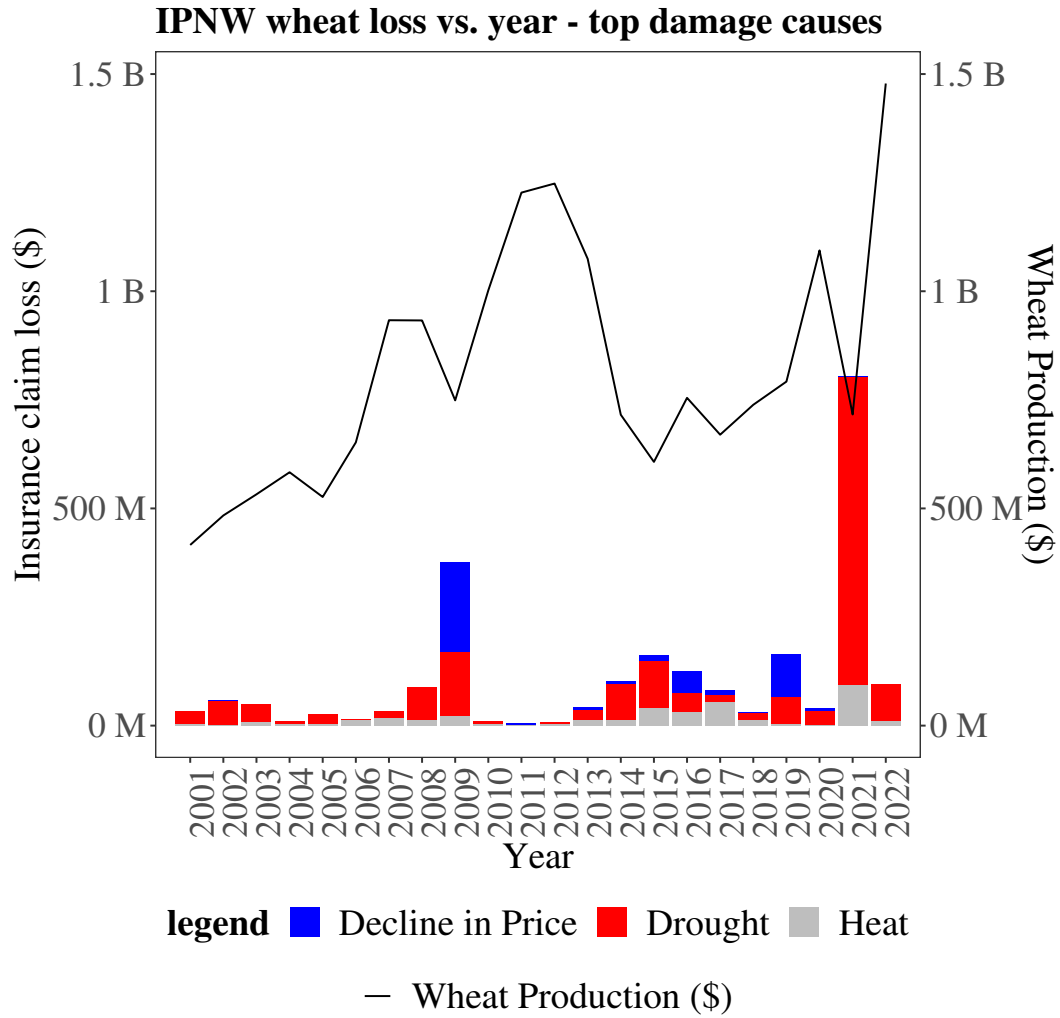 IPNW wheat loss vs. year - top damage causes
Insurance claim loss ($)
1.5 B
1 B
500 M
0 M
1.5 B
1 B
500 M
0 M
Wheat Production ($)
2001 2002 2003 2004 2005 2006 2007 2008 2009 2010 2011 2012 2013 2014 2015 2016 2017 2018 2019 2020 2021 2022
Year
legend Decline in Price Drought Heat
Wheat Production ($)